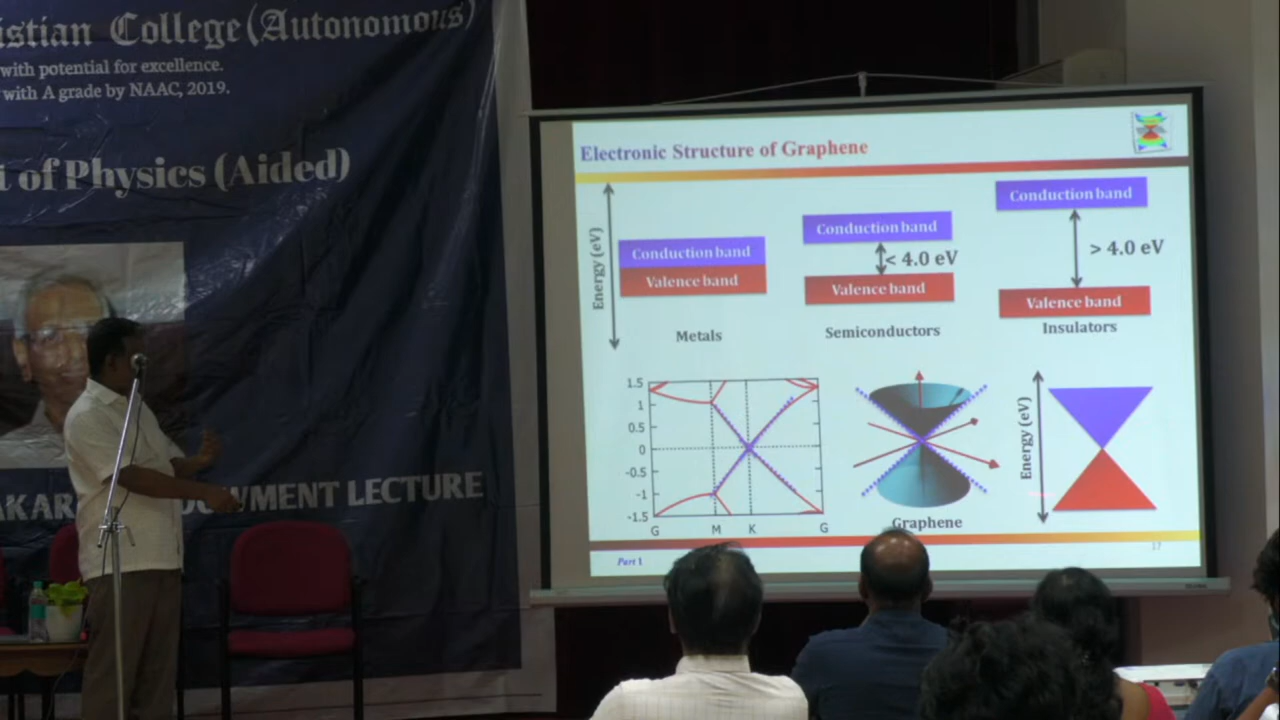 stian College (Autonomous)
with potential for excellence.
with A grade by NAAC, 2019.
of Physics (Aided)
WMENT LECTURE
Electronic Structure of Graphene
Energy (eV)
Conduction band
Valence band
Metals
Conduction band
< 4.0 eV
Valence band
Semiconductors
Conduction band
> 4.0 eV
Valence band
Insulators
1.5
1
0.5
0
-0.5
-1
-1.5
G M K G
Graphene
Energy (eV)
Part 1
17